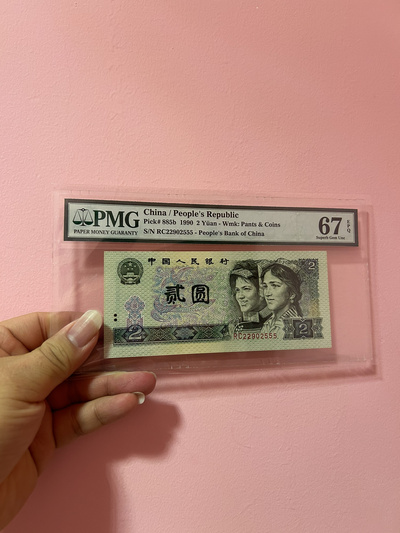 PMG
PAPER MONEY GUARANTY
China / People's Republic
Pick# 885b 1990 2 Yüan - Wmk: Pants & Coins
S/N RC22902555 - People's Bank of China
67 EPQ
Superb Gem Unc
中国人民银行
2
贰圆
2
RC22902555
2